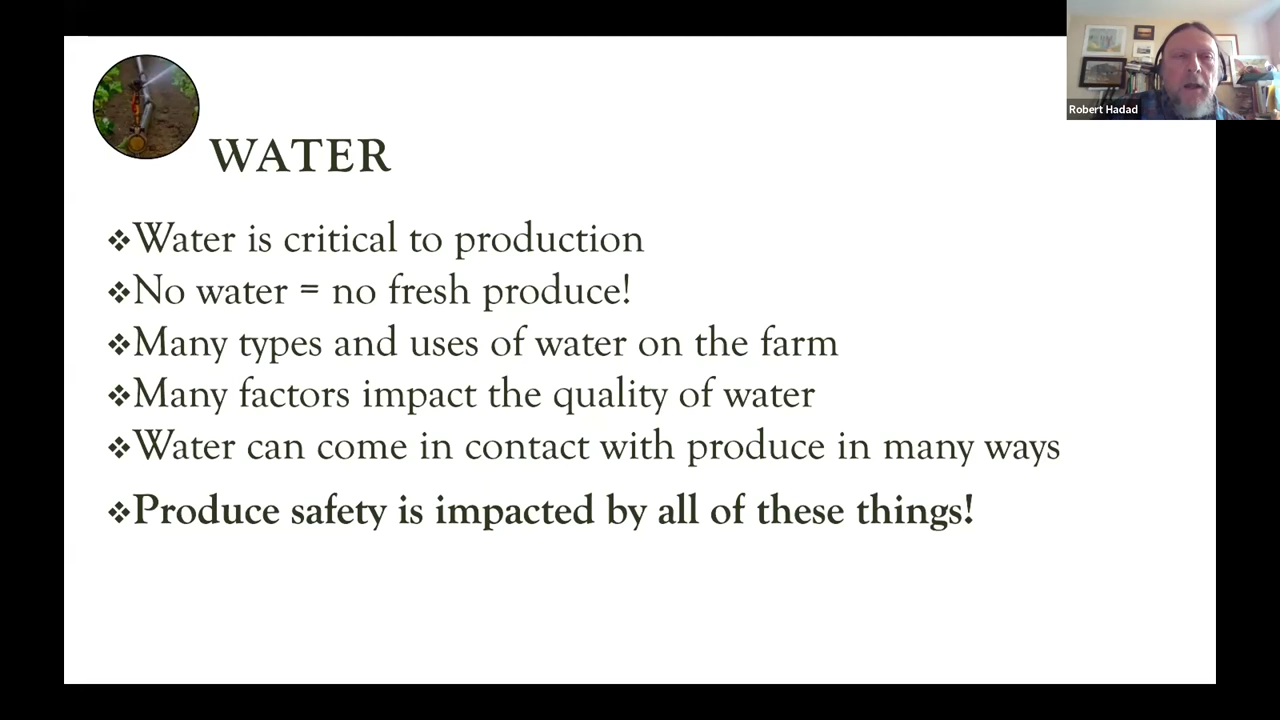 Robert Hadad
WATER
❖Water is critical to production
❖No water = no fresh produce!
❖Many types and uses of water on the farm
❖Many factors impact the quality of water
❖Water can come in contact with produce in many ways
❖Produce safety is impacted by all of these things!